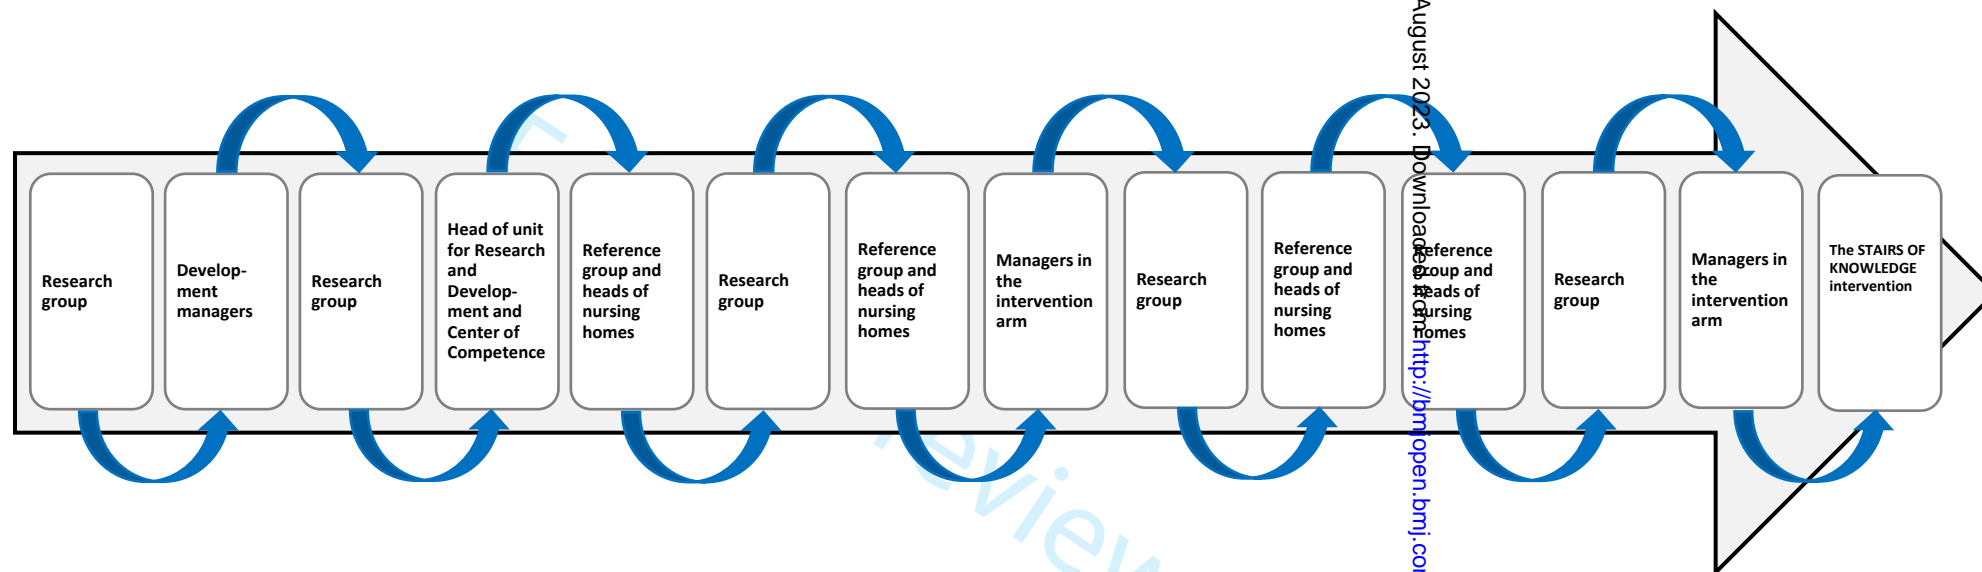 Research
group
Develop-
ment
managers
Research
group
Head of unit
for Research
and
Develop-
ment and
Center of
Competence
Reference
group and
heads of
nursing
homes
Research
group
Reference
group and
heads of
nursing
homes
Managers in
the
intervention
arm
Research
group
Reference
group and
heads of
nursing
homes
Reference
group and
heads of
nursing
homes
Research
group
Managers in
the
intervention
arm
The STAIRS OF
KNOWLEDGE
intervention
August 2023. Downloaded from http://bmjopen.bmj.co
review